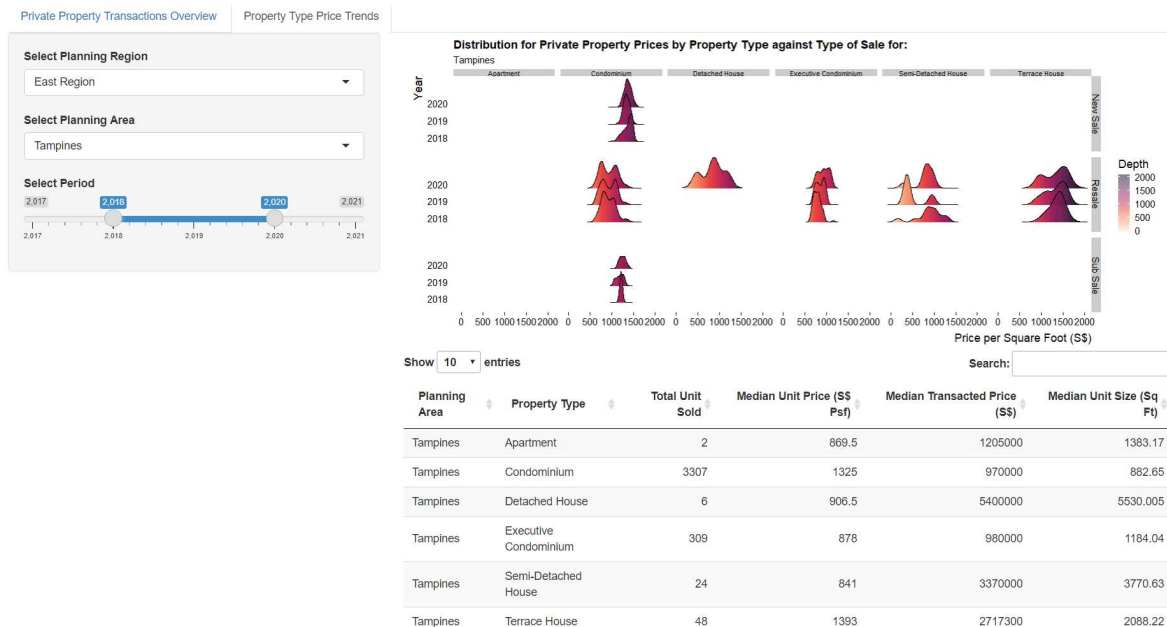 Private Property Transactions Overview
Property Type Price Trends
Select Planning Region
East Region
Select Planning Area
Tampines
Select Period
2,017 2,018 2,020 2,021
2,017 2,018 2,019 2,020 2,021
Distribution for Private Property Prices by Property Type against Type of Sale for:
Tampines
Apartment Condominium Detached House Executive Condominium Semi-Detached House Terrace House
Year
2020
2019
2018
New Sale
2020
2019
2018
Resale
2020
2019
2018
Sub Sale
Depth
2000
1500
1000
500
0
0 500 1000 1500 2000 0 500 1000 1500 2000 0 500 1000 1500 2000 0 500 1000 1500 2000 0 500 1000 1500 2000 0 500 1000 1500 2000
Price per Square Foot (S$)
Show 10 entries
Search:
Planning Area Property Type Total Unit Sold Median Unit Price (S$ Psf) Median Transacted Price (S$) Median Unit Size (Sq Ft)
Tampines Apartment 2 869.5 1205000 1383.17
Tampines Condominium 3307 1325 970000 882.65
Tampines Detached House 6 906.5 5400000 5530.005
Tampines Executive Condominium 309 878 980000 1184.04
Tampines Semi-Detached House 24 841 3370000 3770.63
Tampines Terrace House 48 1393 2717300 2088.22